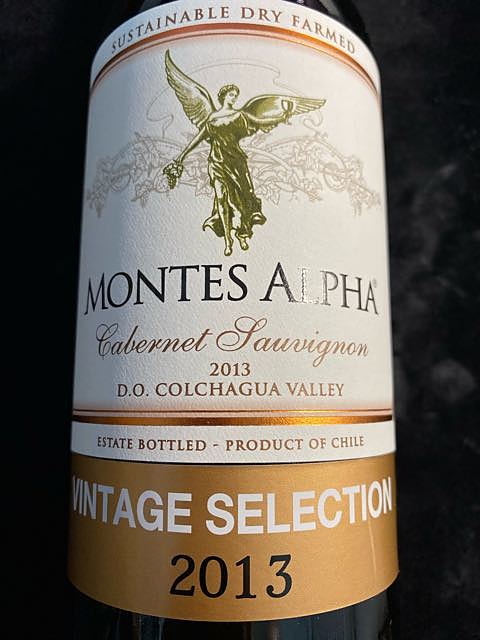 SUSTAINABLE DRY FARMED
MONTES ALPHA®
Cabernet Sauvignon
2013
D.O. COLCHAGUA VALLEY
ESTATE BOTTLED - PRODUCT OF CHILE
VINTAGE SELECTION
2013